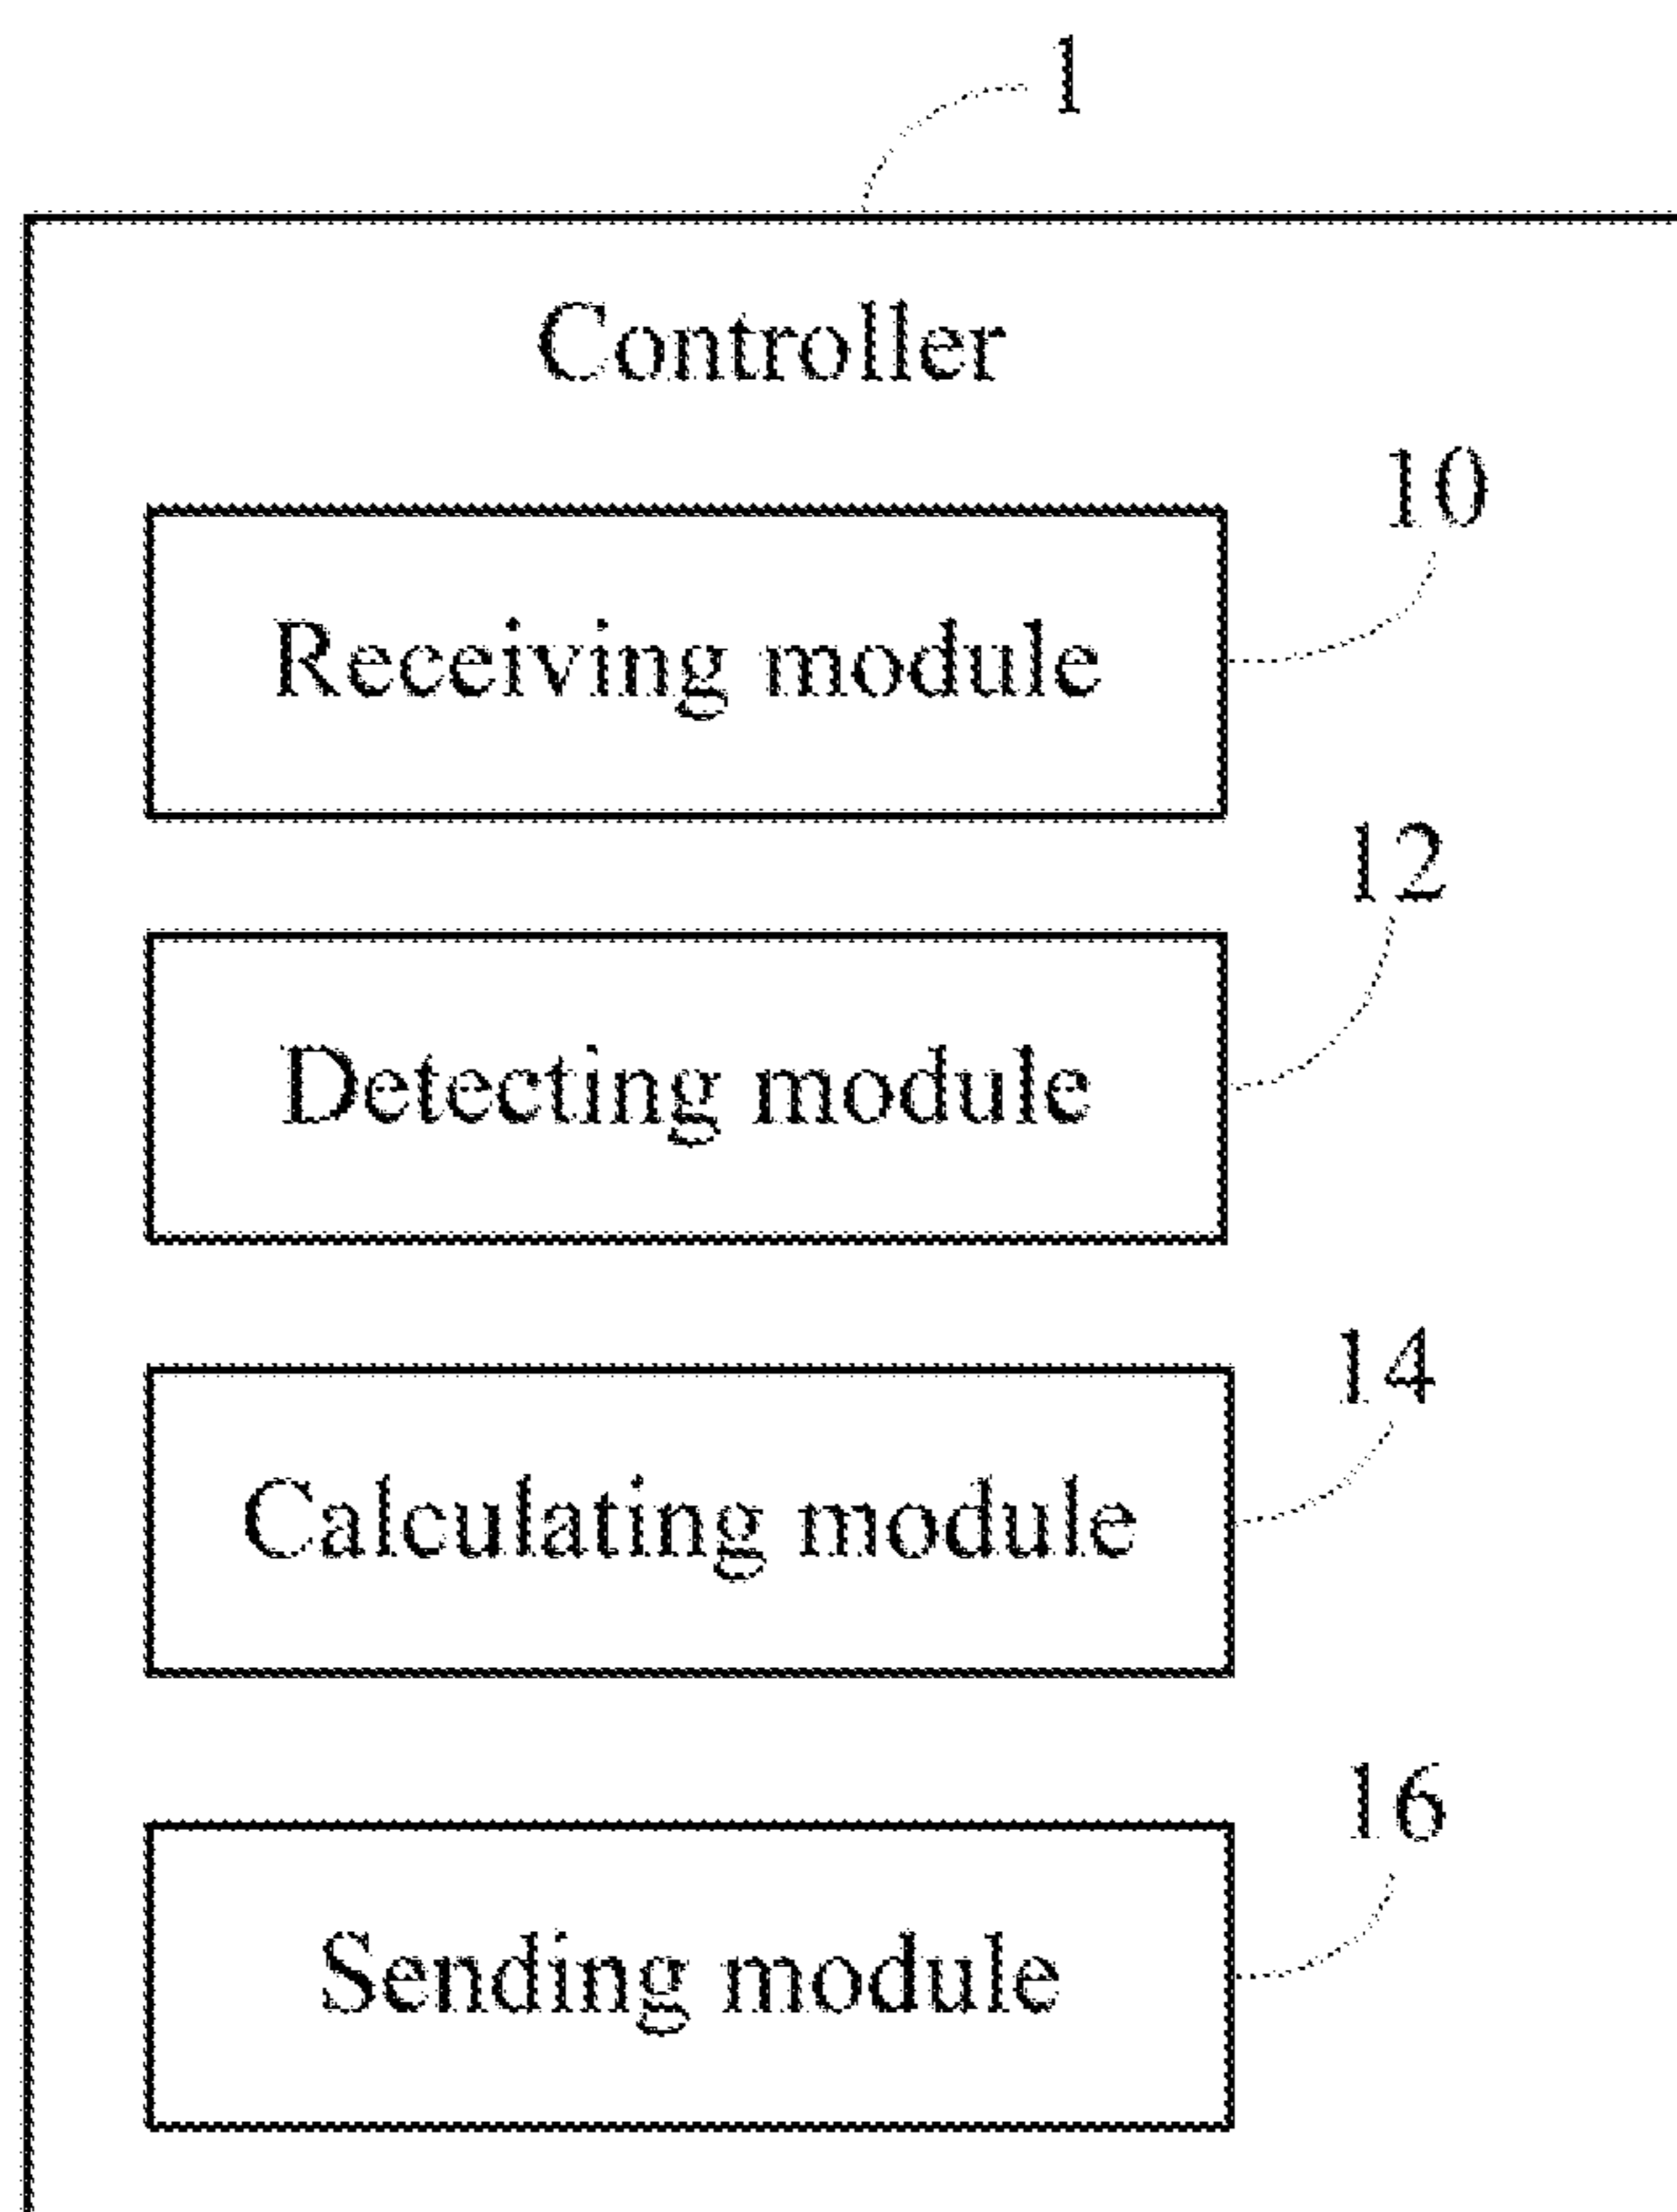 1
Controller
10
Receiving module
12
Detecting module
14
Calculating module
16
Sending module